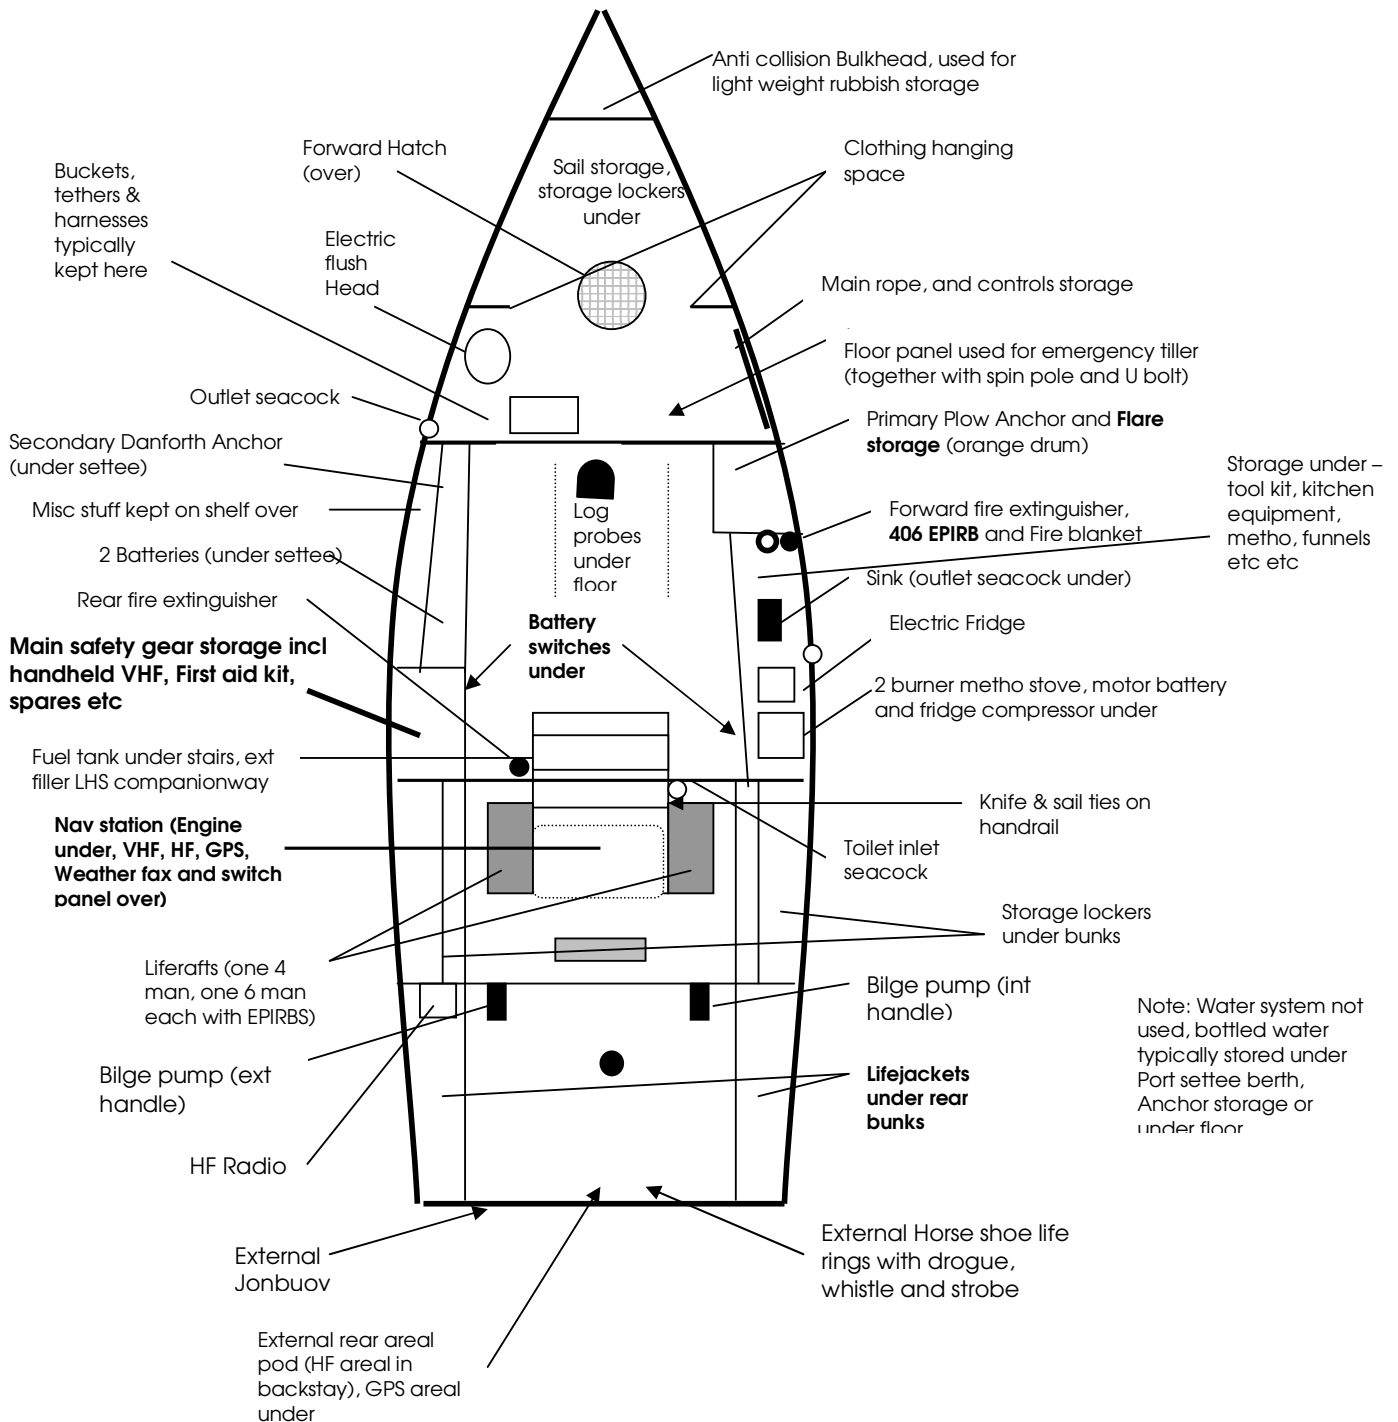 Anti collision Bulkhead, used for
light weight rubbish storage
Forward Hatch
(over)
Clothing hanging
space
Buckets,
tethers &
harnesses
typically
kept here
Sail storage,
storage lockers
under
Electric
flush
Head
Main rope, and controls storage
Floor panel used for emergency tiller
(together with spin pole and U bolt)
Outlet seacock
Primary Plow Anchor and Flare
storage (orange drum)
Secondary Danforth Anchor
(under settee)
Storage under –
tool kit, kitchen
equipment,
metho, funnels
etc etc
Misc stuff kept on shelf over
Log
probes
under
floor
Forward fire extinguisher,
406 EPIRB and Fire blanket
2 Batteries (under settee)
Sink (outlet seacock under)
Rear fire extinguisher
Battery
switches
under
Electric Fridge
Main safety gear storage incl
handheld VHF, First aid kit,
spares etc
2 burner metho stove, motor battery
and fridge compressor under
Fuel tank under stairs, ext
filler LHS companionway
Knife & sail ties on
handrail
Nav station (Engine
under, VHF, HF, GPS,
Weather fax and switch
panel over)
Toilet inlet
seacock
Storage lockers
under bunks
Liferafts (one 4
man, one 6 man
each with EPIRBS)
Bilge pump (int
handle)
Note: Water system not
used, bottled water
typically stored under
Port settee berth,
Anchor storage or
under floor
Bilge pump (ext
handle)
Lifejackets
under rear
bunks
HF Radio
External
Jonbuoy
External Horse shoe life
rings with drogue,
whistle and strobe
External rear areal
pod (HF areal in
backstay), GPS areal
under